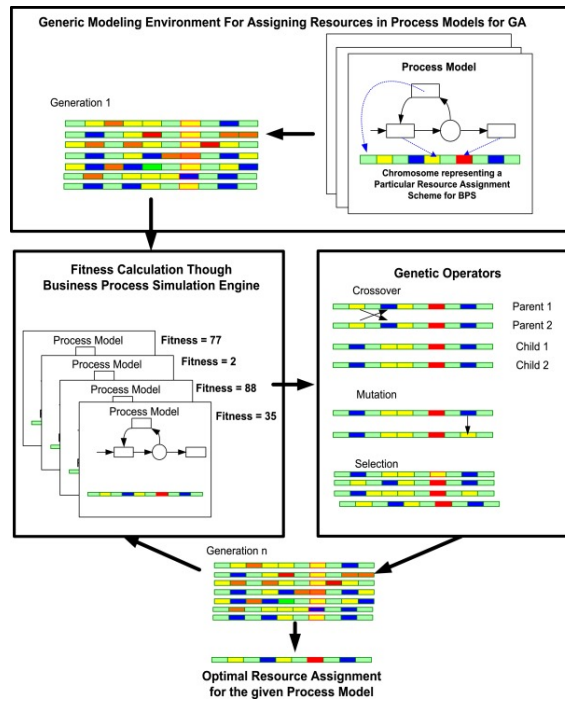 Generic Modeling Environment For Assigning Resources in Process Models for GA
Process Model
Generation 1
Chromosome representing a
Particular Resource Assignment
Scheme for BPS
Fitness Calculation Though
Business Process Simulation Engine
Process Model
Fitness = 77
Process Model
Fitness = 2
Process Model
Fitness = 88
Process Model
Fitness = 35
Genetic Operators
Crossover
Parent 1
Parent 2
Child 1
Child 2
Mutation
Selection
Generation n
Optimal Resource Assignment
for the given Process Model